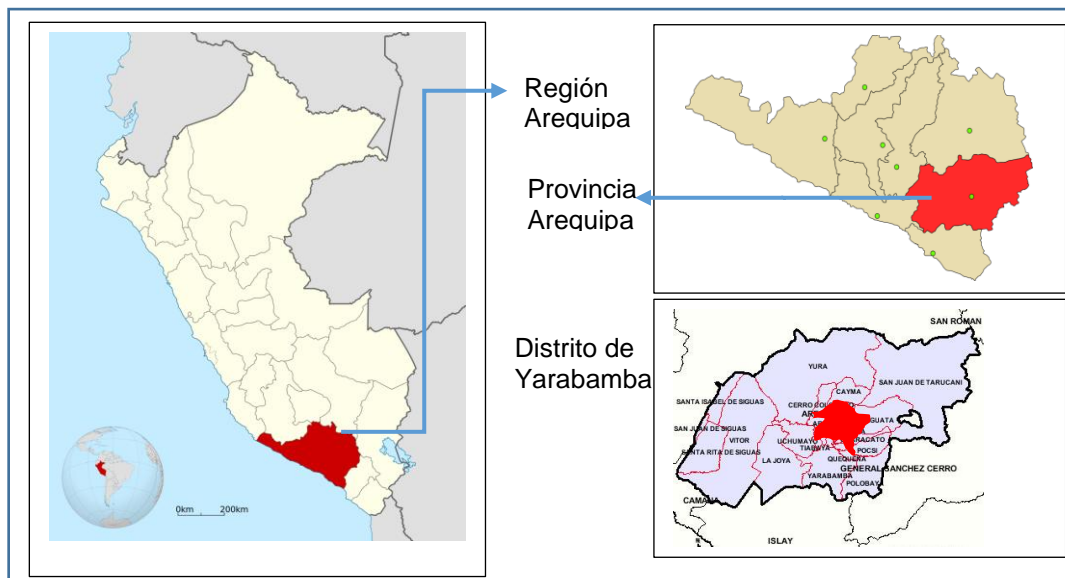 Región
Arequipa
Provincia
Arequipa
Distrito de
Yarabamba
0km 200km
SAN ROMAN
YURA
SAN JUAN DE TARUCANI
CAYMA
SANTA ISABEL DE SIGUAS
SAN JUAN DE SIGUAS
VITOR
SANTA RITA DE SIGUAS
LA JOYA
UCHUMAYO
POCSI
QUEQUEÑA
GENERAL SANCHEZ CERRO
YARABAMBA
POLOBAY
CAMANA
ISLAY